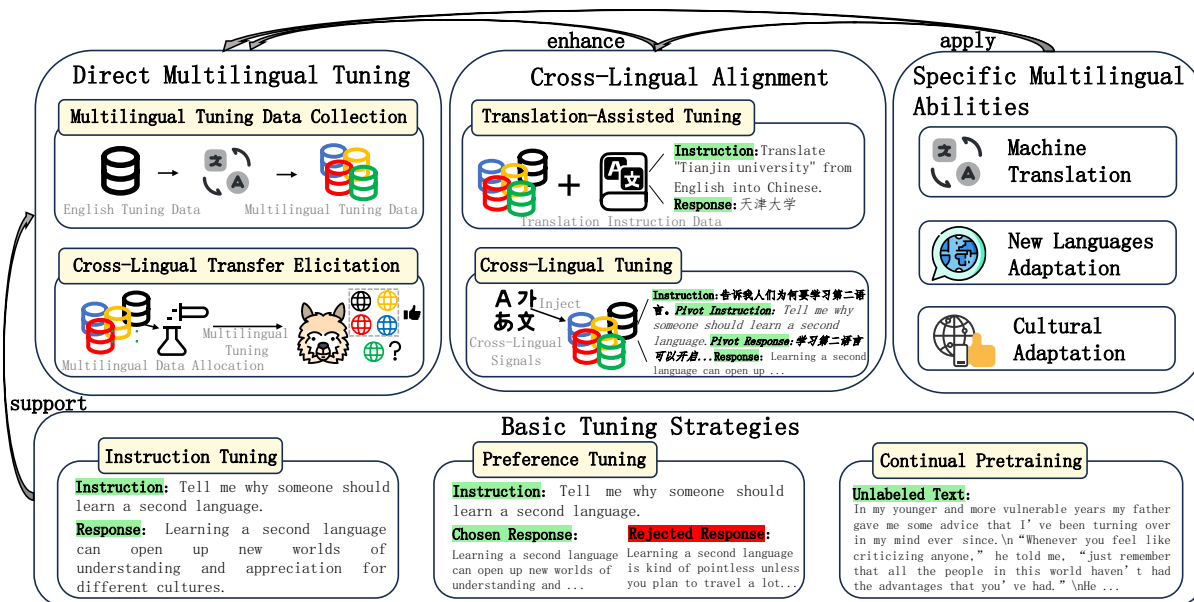 enhance
apply
Direct Multilingual Tuning
Multilingual Tuning Data Collection
English Tuning Data
Multilingual Tuning Data
Cross-Lingual Transfer Elicitation
Multilingual
Tuning
?
Multilingual Data Allocation
Cross-Lingual Alignment
Translation-Assisted Tuning
A
文
Instruction:Translate
"Tianjin university" from
English into Chinese.
Response:天津大学
Translation Instruction Data
Cross-Lingual Tuning
A 가
あ 文
Inject
Cross-Lingual
Signals
Instruction:告诉我人们为何要学习第二语
言。Pivot Instruction: Tell me why
someone should learn a second
language.Pivot Response:学习第二语言
可以开启...Response: Learning a second
language can open up ...
Specific Multilingual
Abilities
Machine
Translation
New Languages
Adaptation
Cultural
Adaptation
support
Basic Tuning Strategies
Instruction Tuning
Instruction: Tell me why someone should
learn a second language.
Response: Learning a second language
can open up new worlds of
understanding and appreciation for
different cultures.
Preference Tuning
Instruction: Tell me why someone should
learn a second language.
Chosen Response:
Learning a second language
can open up new worlds of
understanding and ...
Rejected Response:
Learning a second language
is kind of pointless unless
you plan to travel a lot...
Continual Pretraining
Unlabeled Text:
In my younger and more vulnerable years my father
gave me some advice that I’ve been turning over
in my mind ever since.\n“Whenever you feel like
criticizing anyone,” he told me, “just remember
that all the people in this world haven’t had
the advantages that you’ve had.”\nHe ...